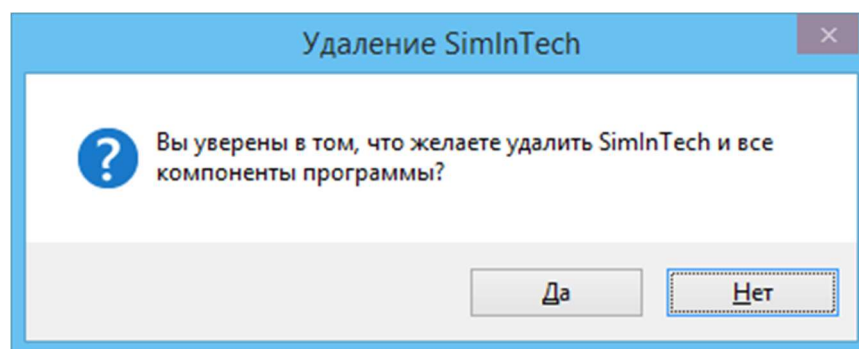 Удаление SimInTech
Вы уверены в том, что желаете удалить SimInTech и все
компоненты программы?
Да
Нет